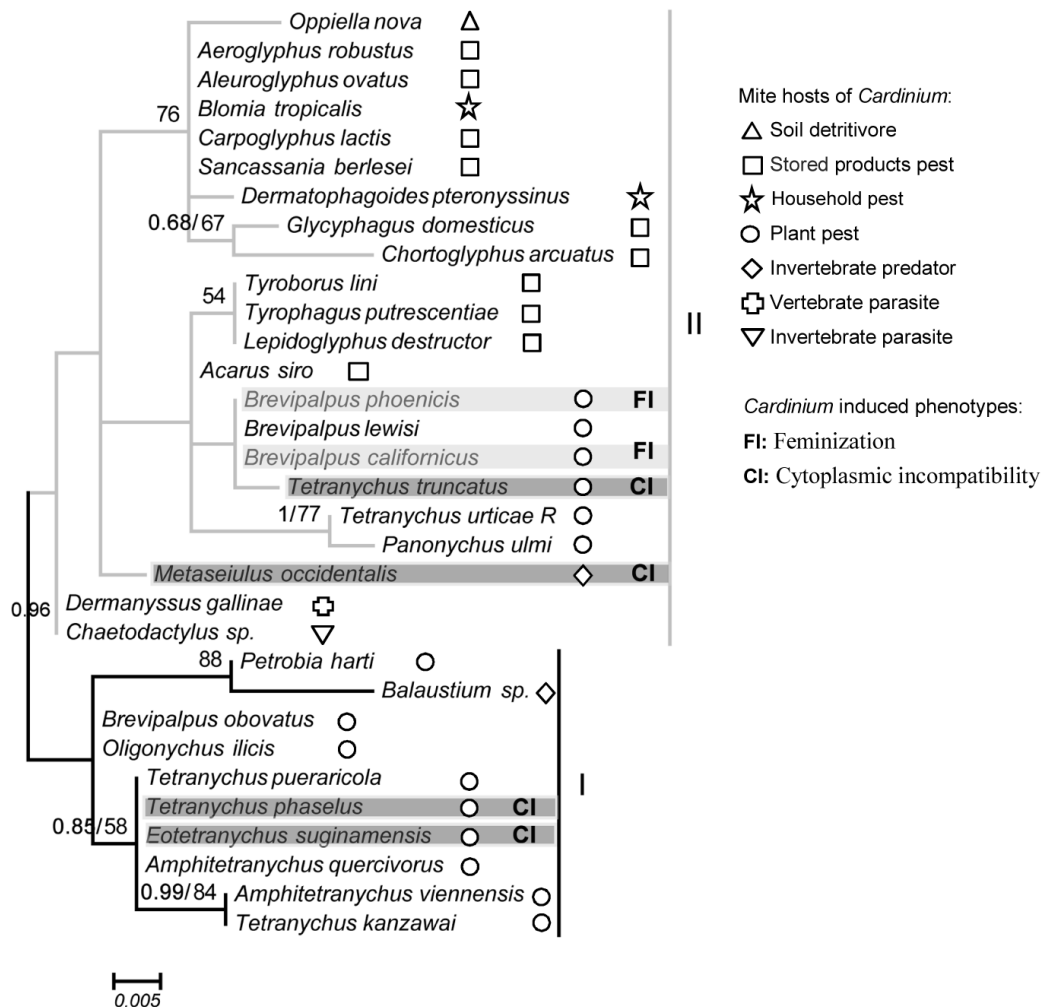 Oppiella nova
Aeroglyphus robustus
Aleuroglyphus ovatus
76
Blomia tropicalis
Carpoglyphus lactis
Sancassania berlesei
Dermatophagoides pteronyssinus
0.68/67
Glycyphagus domesticus
Chortoglyphus arcuatus
Tyroborus lini
54
Tyrophagus putrescentiae
Lepidoglyphus destructor
Acarus siro
Brevipalpus phoenicis FI
Brevipalpus lewisi
Brevipalpus californicus FI
Tetranychus truncatus CI
1/77
Tetranychus urticae R
Panonychus ulmi
Metaseiulus occidentalis CI
0.96
Dermanyssus gallinae
Chaetodactylus sp.
II
88
Petrobia harti
Balaustium sp.
Brevipalpus obovatus
Oligonychus ilicis
Tetranychus pueraricola
Tetranychus phaselus CI
0.85/58
Eotetranychus suginamensis CI
Amphitetranychus quercivorus
0.99/84
Amphitetranychus viennensis
Tetranychus kanzawai
I
0.005
Mite hosts of Cardinium:
Soil detritivore
Stored products pest
Household pest
Plant pest
Invertebrate predator
Vertebrate parasite
Invertebrate parasite
Cardinium induced phenotypes:
FI: Feminization
CI: Cytoplasmic incompatibility